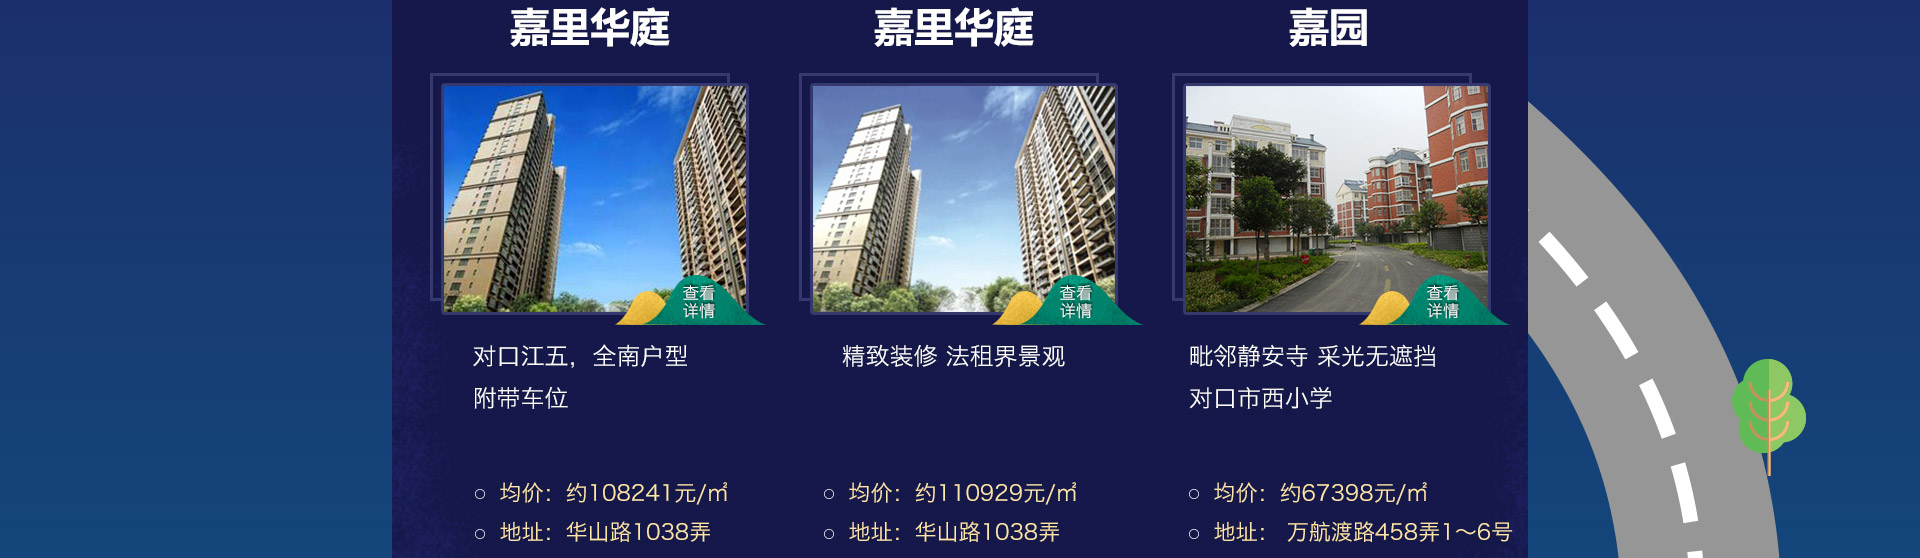 嘉里华庭
查看
详情
对口江五，全南户型
附带车位
均价：约108241元/㎡
地址：华山路1038弄
嘉里华庭
查看
详情
精致装修 法租界景观
均价：约110929元/㎡
地址：华山路1038弄
嘉园
查看
详情
毗邻静安寺 采光无遮挡
对口市西小学
均价：约67398元/㎡
地址： 万航渡路458弄1～6号